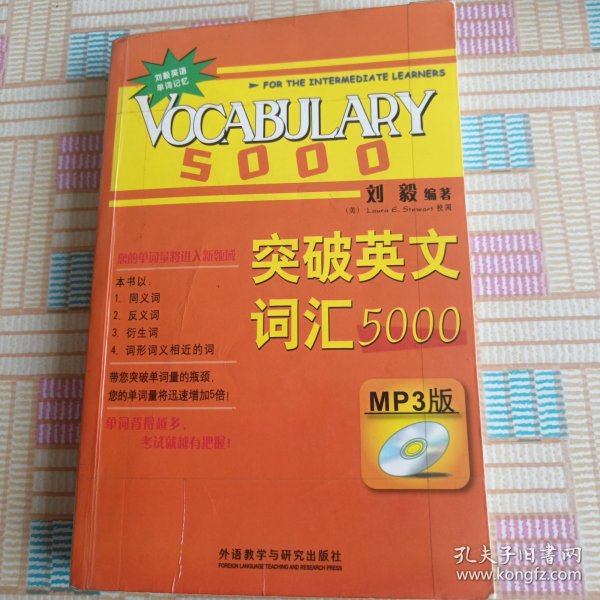 刘毅英语
单词记忆
FOR THE INTERMEDIATE LEARNERS
VOCABULARY
5000
刘毅 编著
(美) Laura E. Stewart 校阅
您的单词量将进入新领域
突破英文
词汇5000
本书以:
1. 同义词
2. 反义词
3. 衍生词
4. 词形词义相近的词
带您突破单词量的瓶颈,
您的单词量将迅速增加5倍!
单词背得越多,
考试就越有把握!
MP3版
外语教学与研究出版社
FOREIGN LANGUAGE TEACHING AND RESEARCH PRESS
孔夫子旧书网
www.kongfz.com